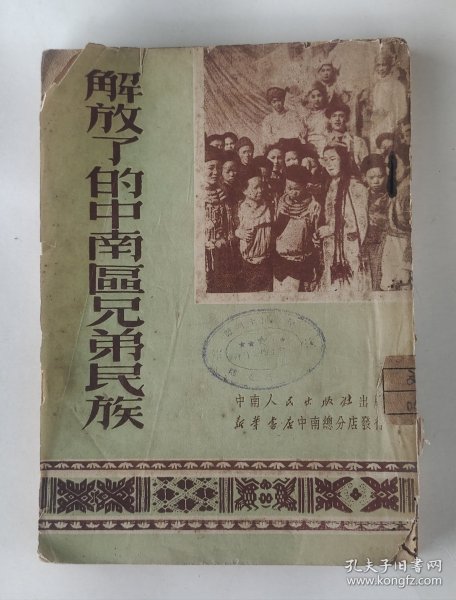 解放了的中南區兄弟民族
中南人民出版社出
新華書店中南總分店發行
孔夫子旧书网
www.kongfz.com